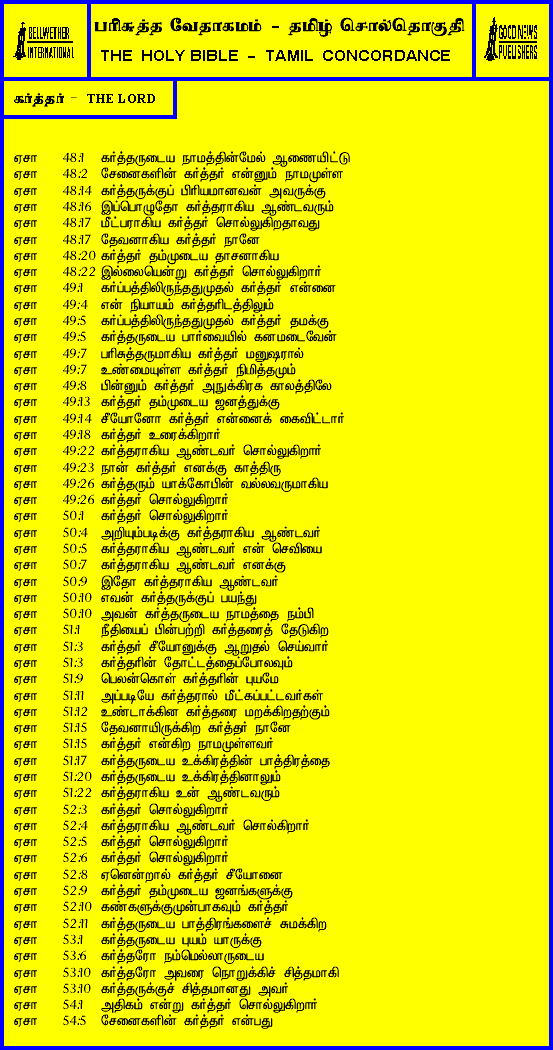 BELLWETHER
INTERNATIONAL
பரிசுத்த வேதாகமம் - தமிழ் சொல்தொகுதி
THE HOLY BIBLE - TAMIL CONCORDANCE
GOOD NEWS
PUBLISHERS
கர்த்தர் - THE LORD
ஏசா 48:1 கர்த்தருடைய நாமத்தின்மேல் ஆணையிட்டு
ஏசா 48:2 சேனைகளின் கர்த்தர் என்னும் நாமமுள்ள
ஏசா 48:14 கர்த்தருக்குப் பிரியமானவன் அவருக்கு
ஏசா 48:16 இப்பொழுதோ கர்த்தராகிய ஆண்டவரும்
ஏசா 48:17 மீட்பராகிய கர்த்தர் சொல்லுகிறதாவது
ஏசா 48:17 தேவனாகிய கர்த்தர் நானே
ஏசா 48:20 கர்த்தர் தம்முடைய தாசனாகிய
ஏசா 48:22 இல்லையென்று கர்த்தர் சொல்லுகிறார்
ஏசா 49:1 கர்ப்பத்திலிருந்ததுமுதல் கர்த்தர் என்னை
ஏசா 49:4 என் நியாயம் கர்த்தரிடத்திலும்
ஏசா 49:5 கர்ப்பத்திலிருந்ததுமுதல் கர்த்தர் தமக்கு
ஏசா 49:5 கர்த்தருடைய பார்வையில் கனமடைவேன்
ஏசா 49:7 பரிசுத்தருமாகிய கர்த்தர் மனுஷரால்
ஏசா 49:7 உண்மையுள்ள கர்த்தர் நிமித்தமும்
ஏசா 49:8 பின்னும் கர்த்தர் அநுக்கிரக காலத்திலே
ஏசா 49:13 கர்த்தர் தம்முடைய ஜனத்துக்கு
ஏசா 49:14 சீயோனோ கர்த்தர் என்னைக் கைவிட்டார்
ஏசா 49:18 கர்த்தர் உரைக்கிறார்
ஏசா 49:22 கர்த்தராகிய ஆண்டவர் சொல்லுகிறார்
ஏசா 49:23 நான் கர்த்தர் எனக்கு காத்திரு
ஏசா 49:26 கர்த்தரும் யாக்கோபின் வல்லவருமாகிய
ஏசா 49:26 கர்த்தர் சொல்லுகிறார்
ஏசா 50:1 கர்த்தர் சொல்லுகிறார்
ஏசா 50:4 அறியும்படிக்கு கர்த்தராகிய ஆண்டவர்
ஏசா 50:5 கர்த்தராகிய ஆண்டவர் என் செவியை
ஏசா 50:7 கர்த்தராகிய ஆண்டவர் எனக்கு
ஏசா 50:9 இதோ கர்த்தராகிய ஆண்டவர்
ஏசா 50:10 எவன் கர்த்தருக்குப் பயந்து
ஏசா 50:10 அவன் கர்த்தருடைய நாமத்தை நம்பி
ஏசா 51:1 நீதியைப் பின்பற்றி கர்த்தரைத் தேடுகிற
ஏசா 51:3 கர்த்தர் சீயோனுக்கு ஆறுதல் செய்வார்
ஏசா 51:3 கர்த்தரின் தோட்டத்தைப்போலவும்
ஏசா 51:9 பெலன்கொள் கர்த்தரின் புயமே
ஏசா 51:11 அப்படியே கர்த்தரால் மீட்கப்பட்டவர்கள்
ஏசா 51:12 உண்டாக்கின கர்த்தரை மறக்கிறதற்கும்
ஏசா 51:15 தேவனாயிருக்கிற கர்த்தர் நானே
ஏசா 51:15 கர்த்தர் என்கிற நாமமுள்ளவர்
ஏசா 51:17 கர்த்தருடைய உக்கிரத்தின் பாத்திரத்தை
ஏசா 51:20 கர்த்தருடைய உக்கிரத்தினாலும்
ஏசா 51:22 கர்த்தராகிய உன் ஆண்டவரும்
ஏசா 52:3 கர்த்தர் சொல்லுகிறார்
ஏசா 52:4 கர்த்தராகிய ஆண்டவர் சொல்கிறார்
ஏசா 52:5 கர்த்தர் சொல்லுகிறார்
ஏசா 52:6 கர்த்தர் சொல்லுகிறார்
ஏசா 52:8 ஏனென்றால் கர்த்தர் சீயோனை
ஏசா 52:9 கர்த்தர் தம்முடைய ஜனங்களுக்கு
ஏசா 52:10 கண்களுக்குமுன்பாகவும் கர்த்தர்
ஏசா 52:11 கர்த்தருடைய பாத்திரங்களைச் சுமக்கிற
ஏசா 53:1 கர்த்தருடைய புயம் யாருக்கு
ஏசா 53:6 கர்த்தரோ நம்மெல்லாருடைய
ஏசா 53:10 கர்த்தரோ அவரை நொறுக்கிச் சித்தமாகி
ஏசா 53:10 கர்த்தருக்குச் சித்தமானது அவர்
ஏசா 54:1 அதிகம் என்று கர்த்தர் சொல்லுகிறார்
ஏசா 54:5 சேனைகளின் கர்த்தர் என்பது